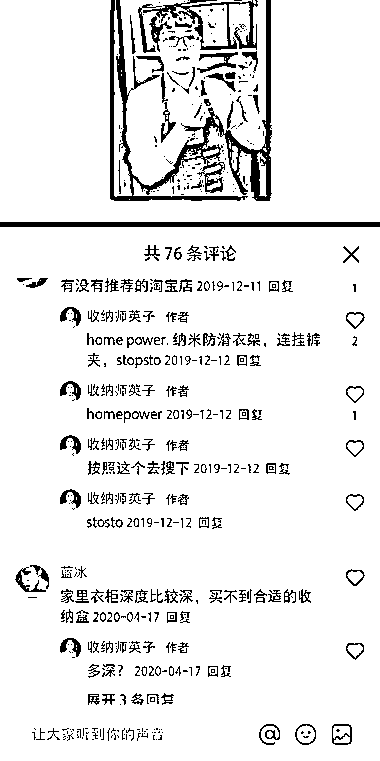 共 76 条评论
有没有推荐的淘宝店 2019-12-11 回复
1
收纳师英子 作者
home power. 纳米防滑衣架，连挂裤
2
夹，stopsto 2019-12-12 回复
收纳师英子 作者
homepower 2019-12-12 回复
1
收纳师英子 作者
按照这个去搜下 2019-12-12 回复
收纳师英子 作者
stosto 2019-12-12 回复
蓝冰
家里衣柜深度比较深，买不到合适的收
纳盒 2020-04-17 回复
收纳师英子 作者
多深？ 2020-04-17 回复
展开 3 条回复
让大家听到你的声音